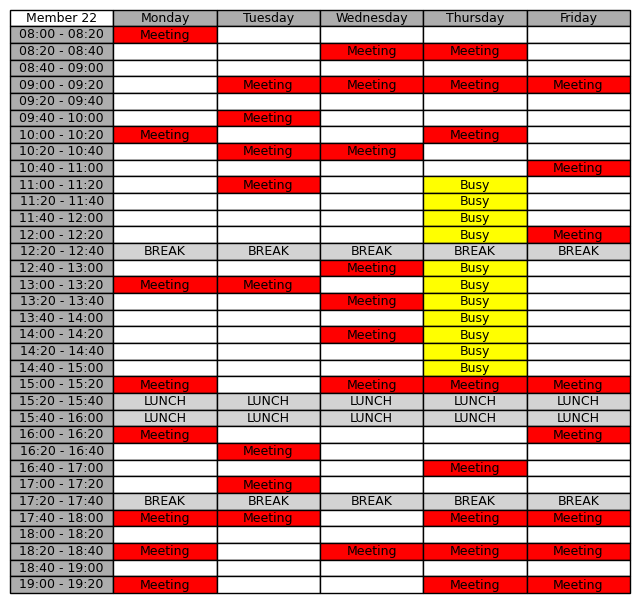 Member 22 Monday Tuesday Wednesday Thursday Friday
08:00 - 08:20 Meeting
08:20 - 08:40 Meeting Meeting
08:40 - 09:00
09:00 - 09:20 Meeting Meeting Meeting Meeting
09:20 - 09:40
09:40 - 10:00 Meeting
10:00 - 10:20 Meeting Meeting
10:20 - 10:40 Meeting Meeting
10:40 - 11:00 Meeting
11:00 - 11:20 Meeting Busy
11:20 - 11:40 Busy
11:40 - 12:00 Busy
12:00 - 12:20 Busy Meeting
12:20 - 12:40 BREAK BREAK BREAK BREAK BREAK
12:40 - 13:00 Meeting Busy
13:00 - 13:20 Meeting Meeting Busy
13:20 - 13:40 Meeting Busy
13:40 - 14:00 Busy
14:00 - 14:20 Meeting Busy
14:20 - 14:40 Busy
14:40 - 15:00 Busy
15:00 - 15:20 Meeting Meeting Meeting Meeting
15:20 - 15:40 LUNCH LUNCH LUNCH LUNCH LUNCH
15:40 - 16:00 LUNCH LUNCH LUNCH LUNCH LUNCH
16:00 - 16:20 Meeting Meeting
16:20 - 16:40 Meeting
16:40 - 17:00 Meeting
17:00 - 17:20 Meeting
17:20 - 17:40 BREAK BREAK BREAK BREAK BREAK
17:40 - 18:00 Meeting Meeting Meeting Meeting
18:00 - 18:20
18:20 - 18:40 Meeting Meeting Meeting Meeting
18:40 - 19:00
19:00 - 19:20 Meeting Meeting Meeting